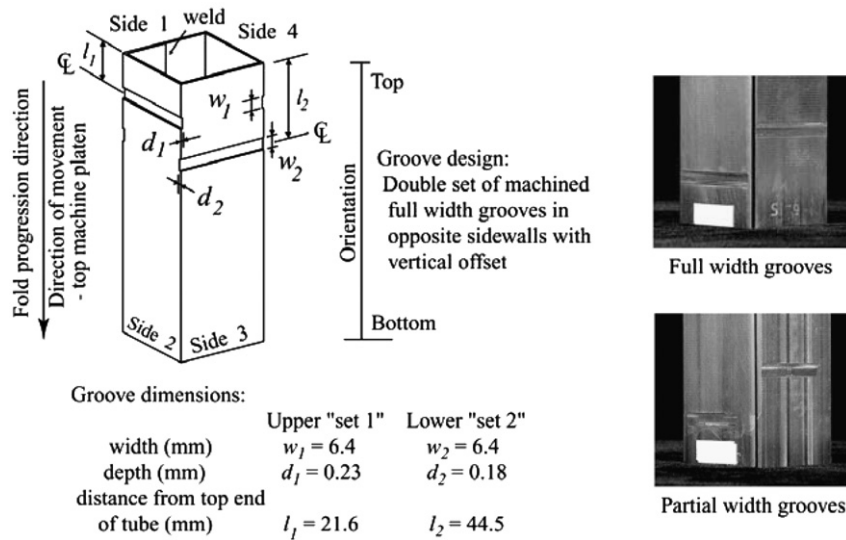 Side 1
weld
Side 4
l1
℄
Top
w1
l2
℄
d1
w2
d2
Fold progression direction
Direction of movement
- top machine platen
Orientation
Groove design:
Double set of machined
full width grooves in
opposite sidewalls with
vertical offset
Bottom
Side 2
Side 3
Full width grooves
Partial width grooves
Groove dimensions:
Upper "set 1" Lower "set 2"
width (mm) w1 = 6.4 w2 = 6.4
depth (mm) d1 = 0.23 d2 = 0.18
distance from top end
of tube (mm) l1 = 21.6 l2 = 44.5